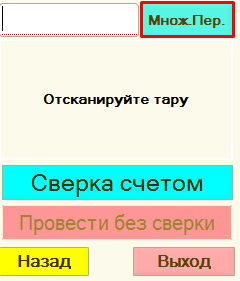 Множ.Пер.
Отсканируйте тару
Сверка счетом
Провести без сверки
Назад
Выход